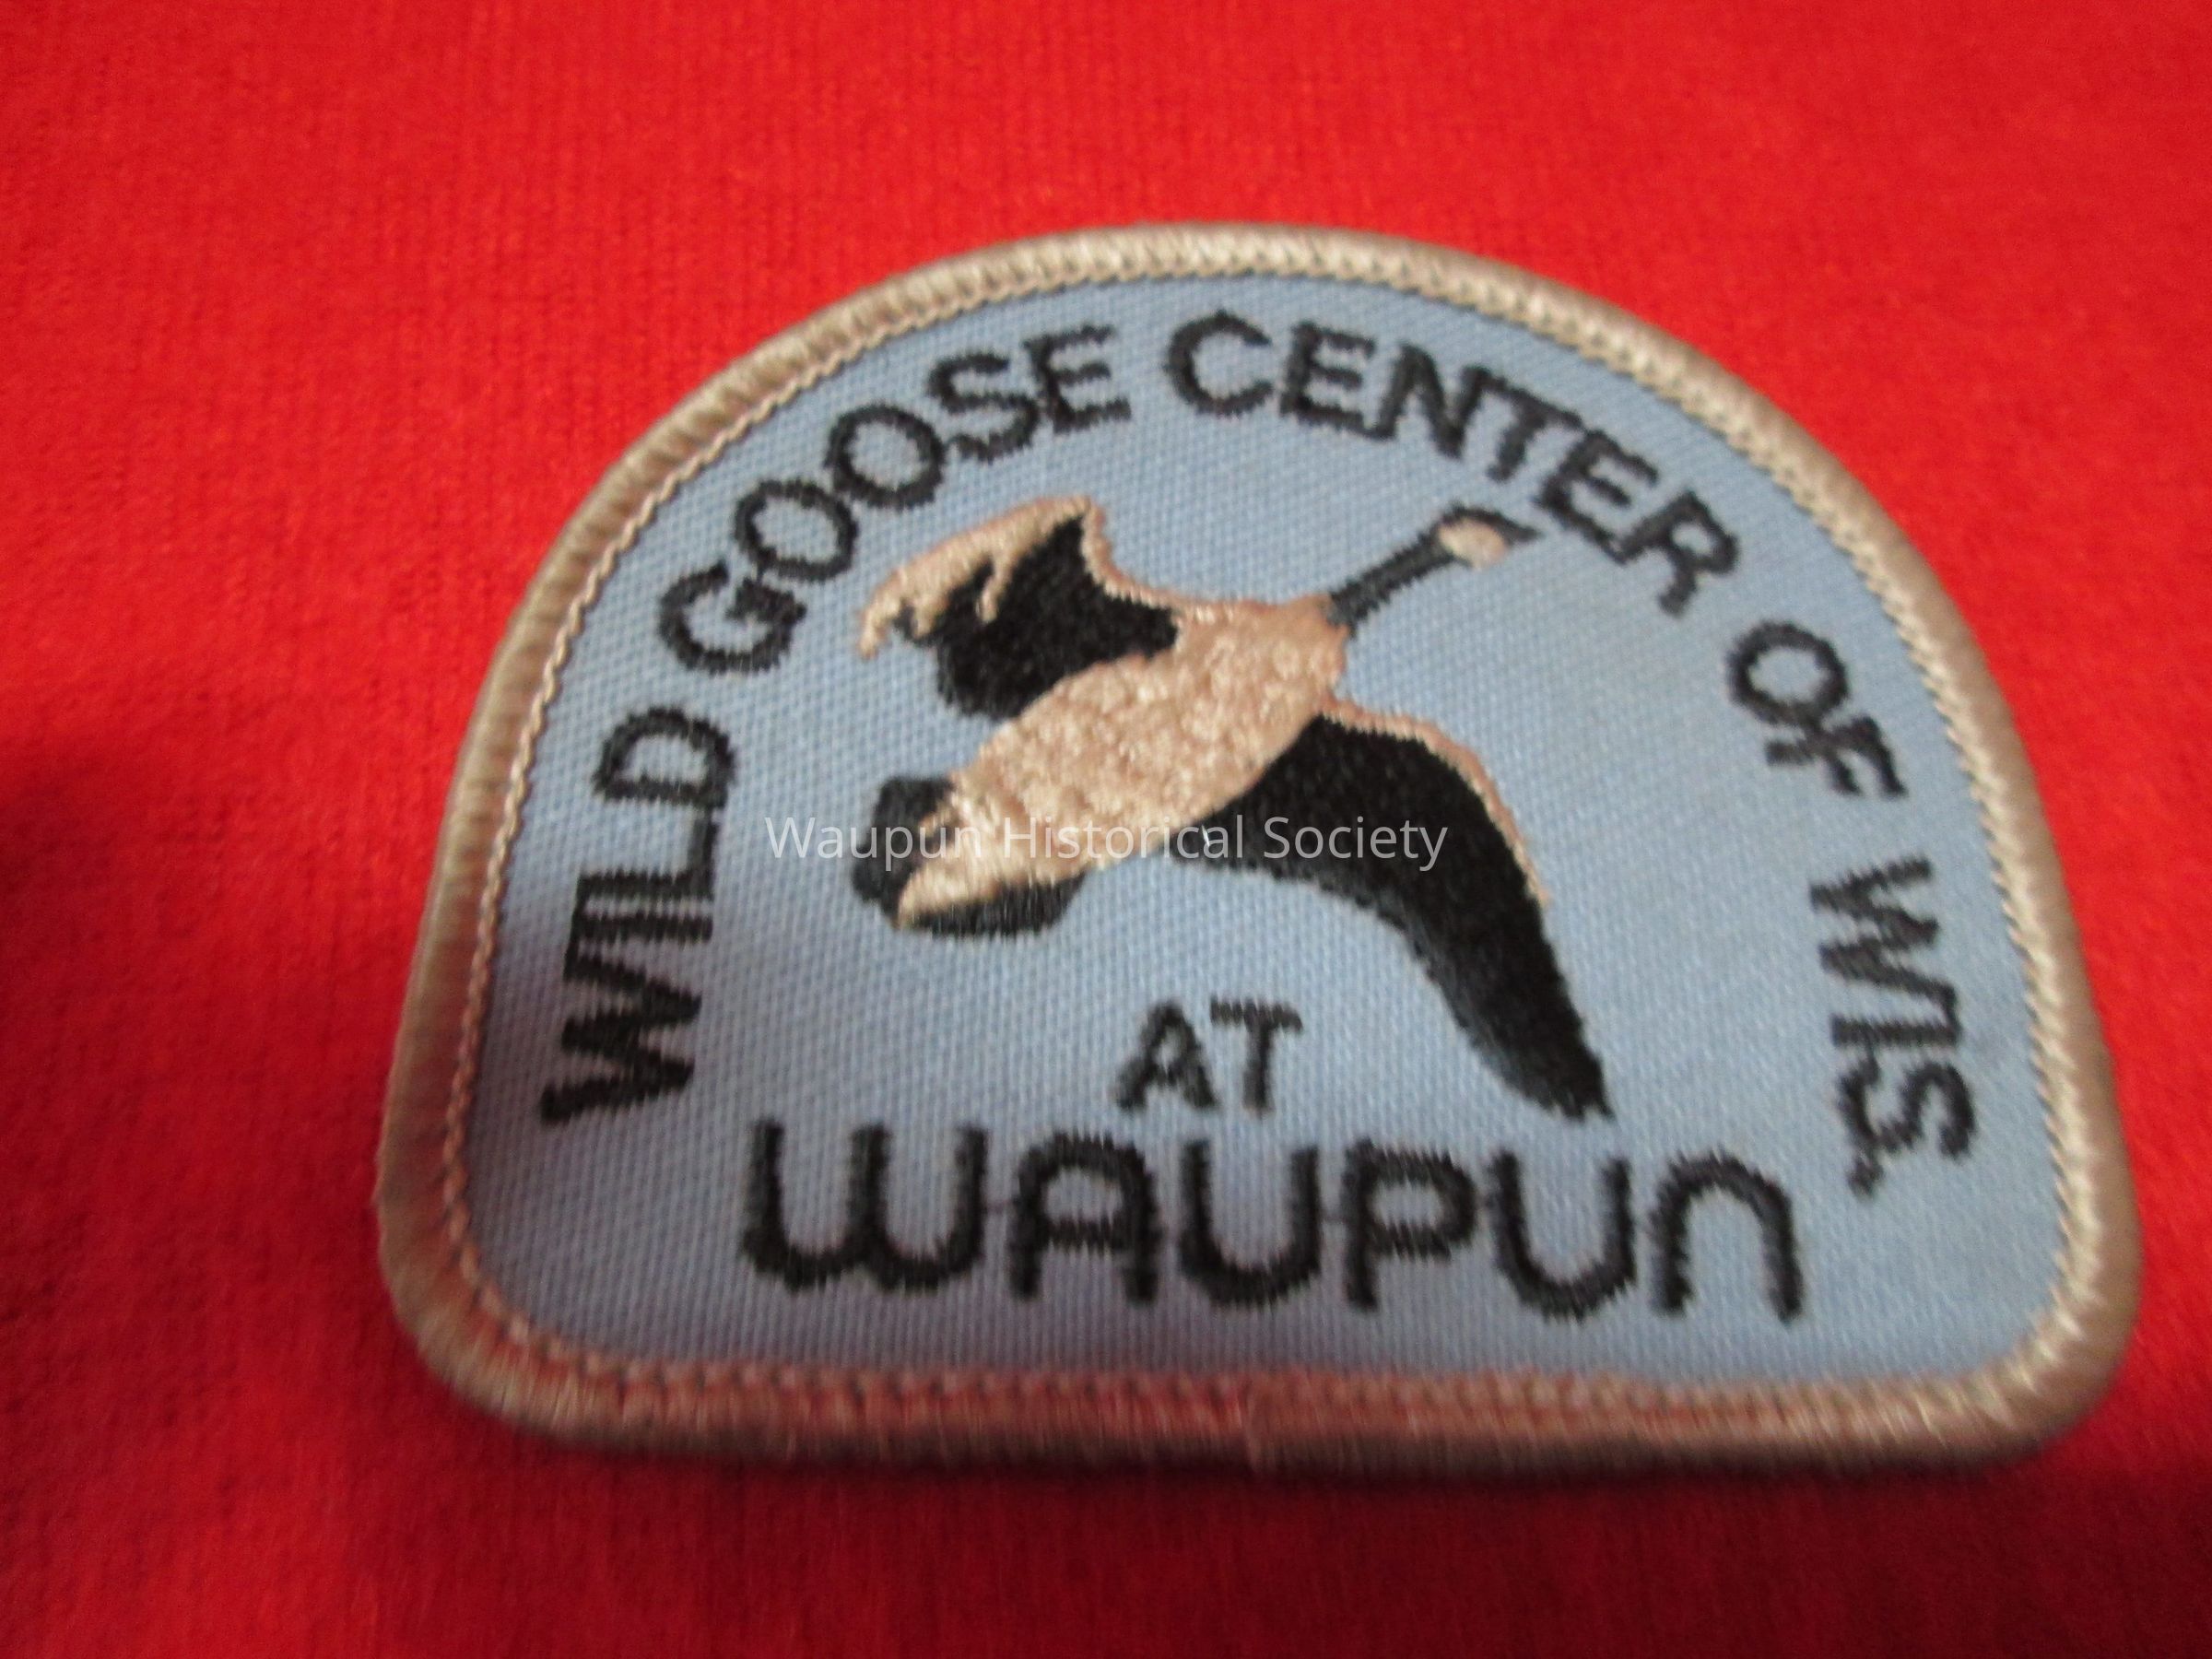 WILD GOOSE CENTER OF WIS.
Waupun Historical Society
AT
WAUPUN